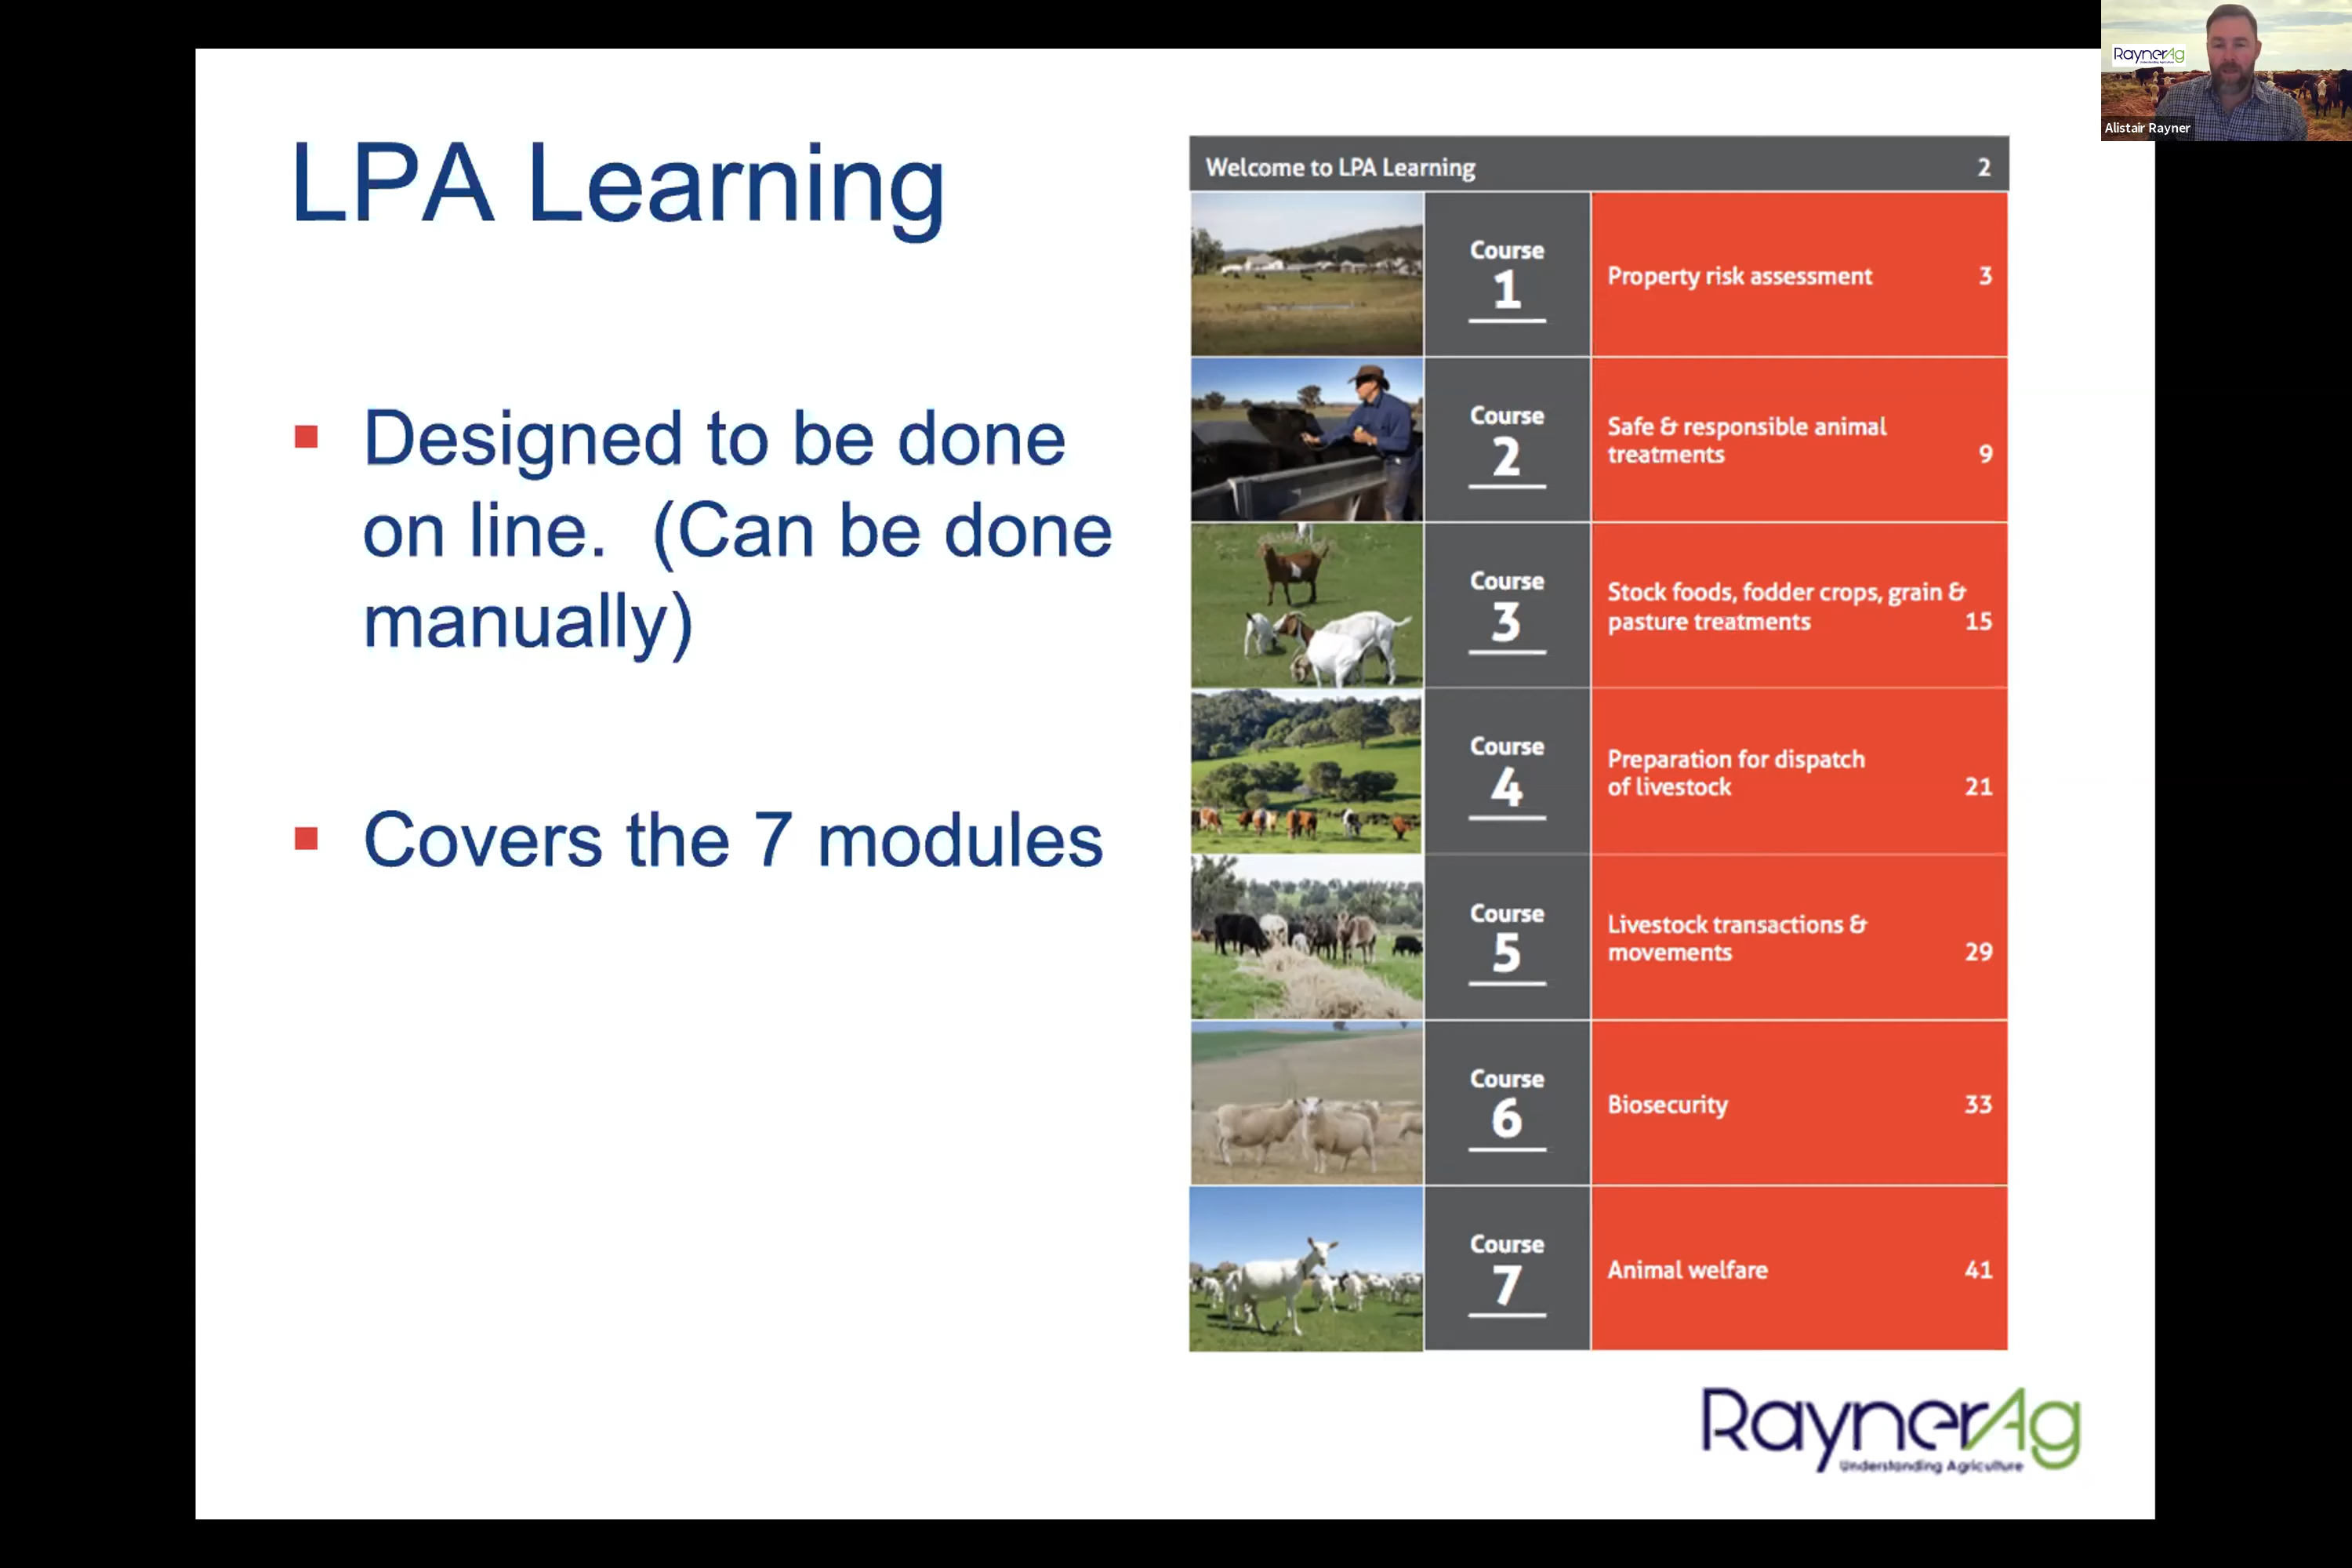 LPA Learning
▪ Designed to be done
on line. (Can be done
manually)
▪ Covers the 7 modules
Welcome to LPA Learning 2
Course
1
Property risk assessment 3
Course
2
Safe & responsible animal
treatments 9
Course
3
Stock foods, fodder crops, grain &
pasture treatments 15
Course
4
Preparation for dispatch
of livestock 21
Course
5
Livestock transactions &
movements 29
Course
6
Biosecurity 33
Course
7
Animal welfare 41
RaynerAg
Understanding Agriculture
RaynerAg
Alistair Rayner